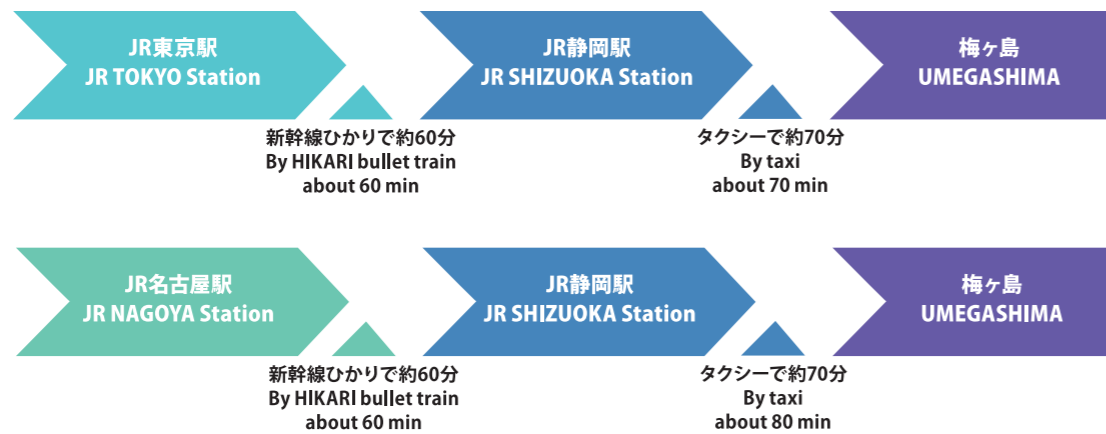 JR東京駅
JR TOKYO Station
JR静岡駅
JR SHIZUOKA Station
梅ヶ島
UMEGASHIMA
新幹線ひかりで約60分
By HIKARI bullet train
about 60 min
タクシーで約70分
By taxi
about 70 min
JR名古屋駅
JR NAGOYA Station
JR静岡駅
JR SHIZUOKA Station
梅ヶ島
UMEGASHIMA
新幹線ひかりで約60分
By HIKARI bullet train
about 60 min
タクシーで約70分
By taxi
about 80 min